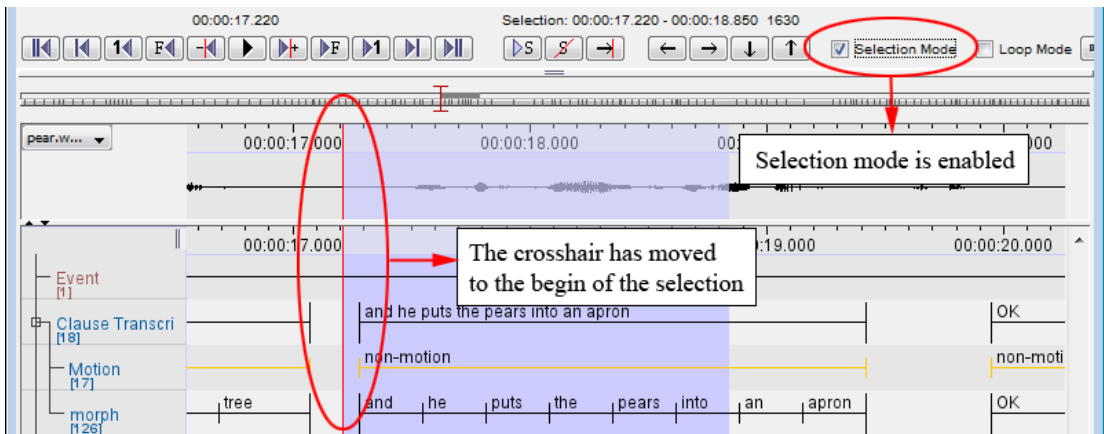 00:00:17.220 Selection: 00:00:17.220 - 00:00:18.850 1630
1 F + F 1 S S Selection Mode Loop Mode
pear.w... 00:00:17.000 00:00:18.000 00: 000
Selection mode is enabled
00:00:17.000 :19.000 00:00:20.000
The crosshair has moved
to the begin of the selection
Event
[1]
Clause Transcri and he puts the pears into an apron OK
[18]
Motion non-motion non-moti
[17]
morph tree and he puts the pears into an apron OK
[126]